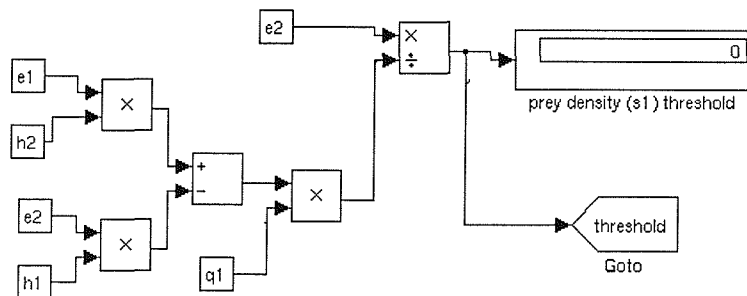 e2
×
÷
0
prey density (s1) threshold
e1
h2
×
+
−
e2
h1
×
×
q1
threshold
Goto